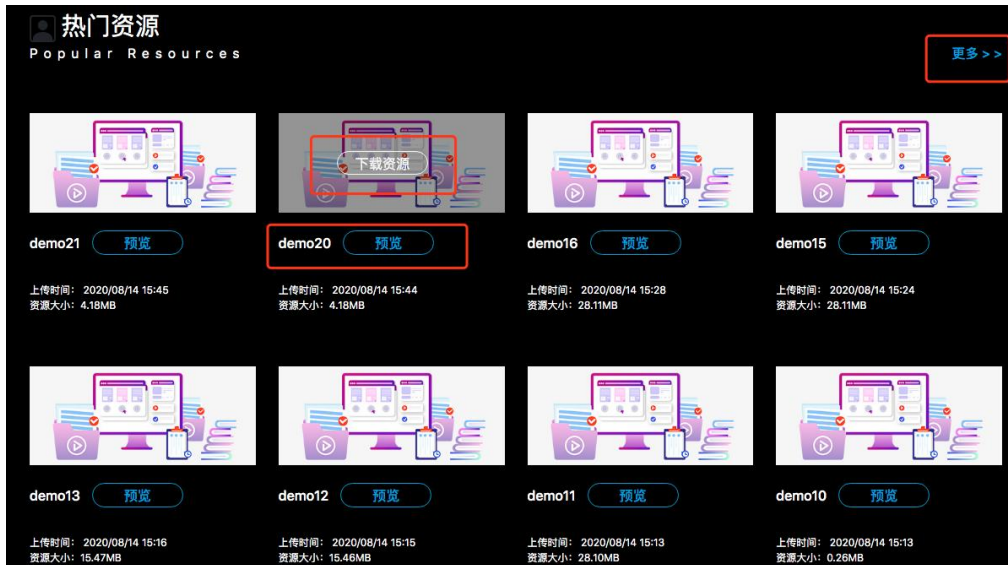 热门资源
Popular Resources
更多>>
下载资源
demo21 预览
demo20 预览
demo16 预览
demo15 预览
上传时间： 2020/08/14 15:45
资源大小：4.18MB
上传时间： 2020/08/14 15:44
资源大小：4.18MB
上传时间： 2020/08/14 15:28
资源大小：28.11MB
上传时间： 2020/08/14 15:24
资源大小：28.11MB
demo13 预览
demo12 预览
demo11 预览
demo10 预览
上传时间： 2020/08/14 15:16
资源大小：15.47MB
上传时间： 2020/08/14 15:15
资源大小：15.46MB
上传时间： 2020/08/14 15:13
资源大小：28.10MB
上传时间： 2020/08/14 15:13
资源大小：0.26MB